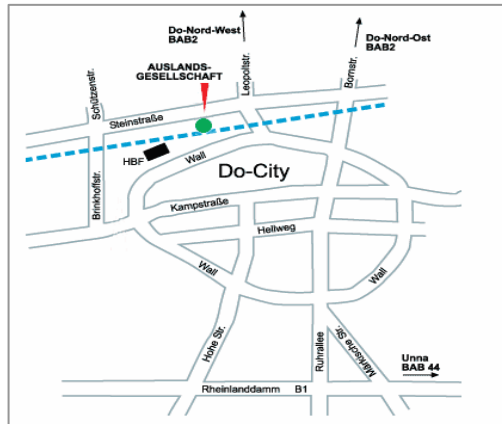 Do-Nord-West
BAB2
Do-Nord-Ost
BAB2
AUSLANDS-
GESELLSCHAFT
Schützenstr.
Leopoltstr.
Bornstr.
Steinstraße
HBF
Wall
Do-City
Brinkhoffstr.
Kampstraße
Hellweg
Wall
Wall
Hohe Str.
Ruhrallee
Märkische Str.
Unna
BAB 44
Rheinlanddamm B1